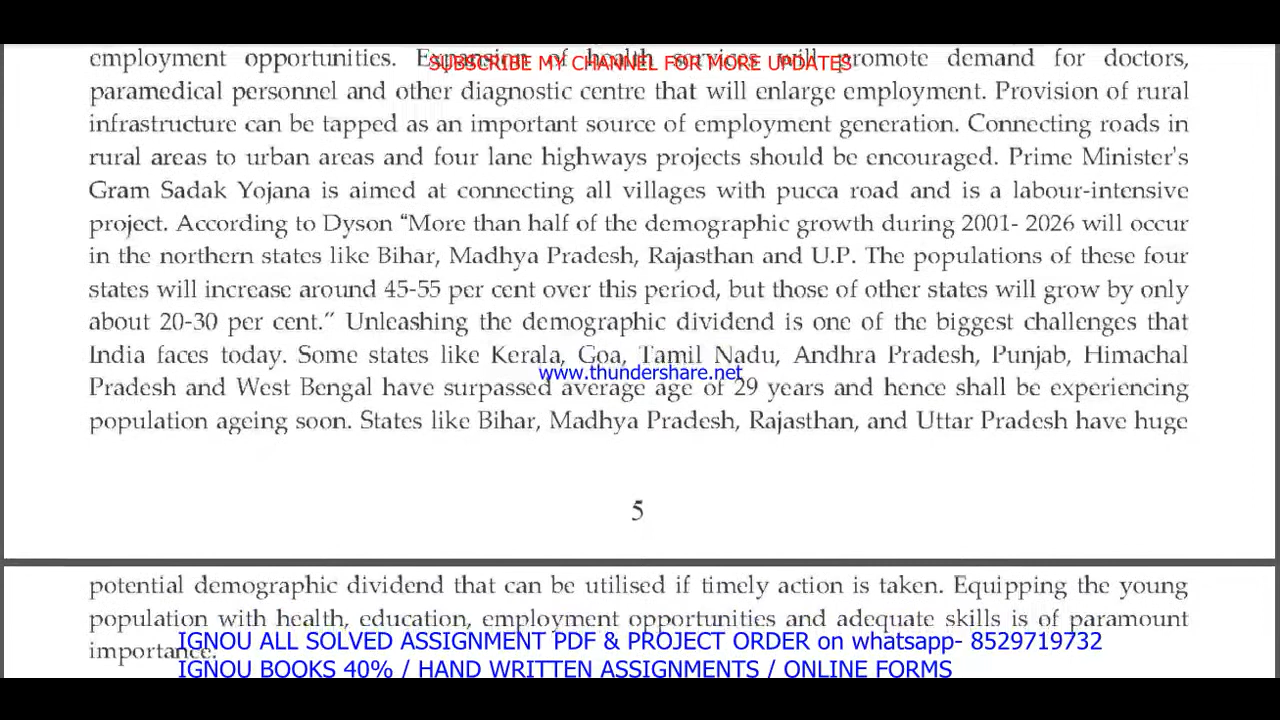 employment opportunities. Expansion of health services will promote demand for doctors,
SUBSCRIBE MY CHANNEL FOR MORE UPDATES
paramedical personnel and other diagnostic centre that will enlarge employment. Provision of rural
infrastructure can be tapped as an important source of employment generation. Connecting roads in
rural areas to urban areas and four lane highways projects should be encouraged. Prime Minister's
Gram Sadak Yojana is aimed at connecting all villages with pucca road and is a labour-intensive
project. According to Dyson “More than half of the demographic growth during 2001- 2026 will occur
in the northern states like Bihar, Madhya Pradesh, Rajasthan and U.P. The populations of these four
states will increase around 45-55 per cent over this period, but those of other states will grow by only
about 20-30 per cent.” Unleashing the demographic dividend is one of the biggest challenges that
India faces today. Some states like Kerala, Goa, Tamil Nadu, Andhra Pradesh, Punjab, Himachal
www.thundershare.net
Pradesh and West Bengal have surpassed average age of 29 years and hence shall be experiencing
population ageing soon. States like Bihar, Madhya Pradesh, Rajasthan, and Uttar Pradesh have huge
5
potential demographic dividend that can be utilised if timely action is taken. Equipping the young
population with health, education, employment opportunities and adequate skills is of paramount
importance.
IGNOU ALL SOLVED ASSIGNMENT PDF & PROJECT ORDER on whatsapp- 8529719732
IGNOU BOOKS 40% / HAND WRITTEN ASSIGNMENTS / ONLINE FORMS